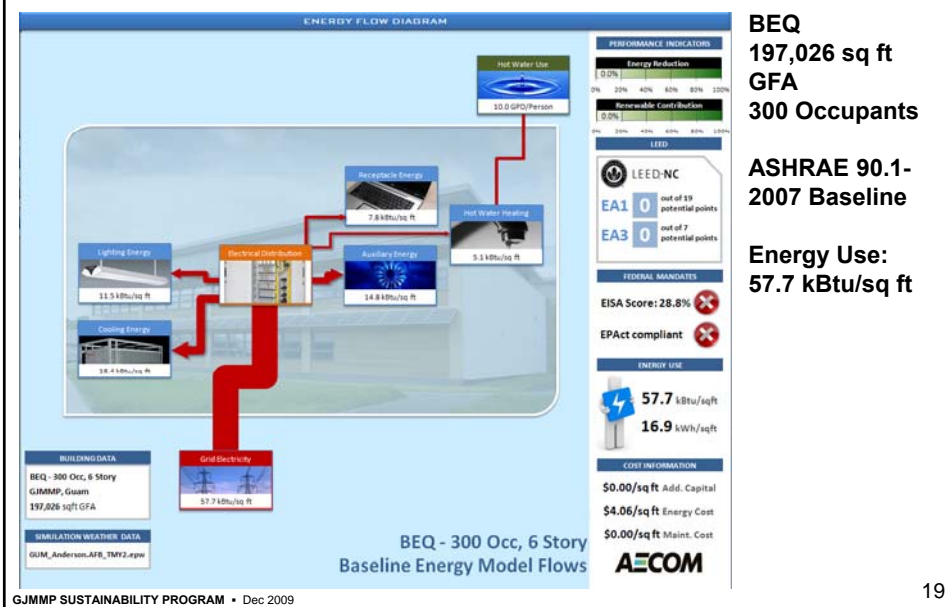 ENERGY FLOW DIAGRAM
Hot Water Use
10.0 GPD/Person
Receptacle Energy
7.8 kBtu/sq ft
Hot Water Heating
5.1 kBtu/sq ft
Lighting Energy
11.5 kBtu/sq ft
Electrical Distribution
Auxiliary Energy
14.8 kBtu/sq ft
Cooling Energy
18.4 kBtu/sq ft
Grid Electricity
57.7 kBtu/sq ft
BUILDING DATA
BEQ - 300 Occ, 6 Story
GJMMP, Guam
197,026 sqft GFA
SIMULATION WEATHER DATA
GUM_Anderson.AFB_TMY2.epw
BEQ - 300 Occ, 6 Story
Baseline Energy Model Flows
PERFORMANCE INDICATORS
Energy Reduction
0.0%
0% 20% 40% 60% 80% 100%
Renewable Contribution
0.0%
0% 20% 40% 60% 80% 100%
LEED
LEED-NC
EA1 0 out of 19 potential points
EA3 0 out of 7 potential points
FEDERAL MANDATES
EISA Score: 28.8%
EPAct compliant
ENERGY USE
57.7 kBtu/sqft
16.9 kWh/sqft
COST INFORMATION
$0.00/sq ft Add. Capital
$4.06/sq ft Energy Cost
$0.00/sq ft Maint. Cost
AECOM
BEQ
197,026 sq ft
GFA
300 Occupants
ASHRAE 90.1-
2007 Baseline
Energy Use:
57.7 kBtu/sq ft
GJMMP SUSTAINABILITY PROGRAM ▪ Dec 2009
19